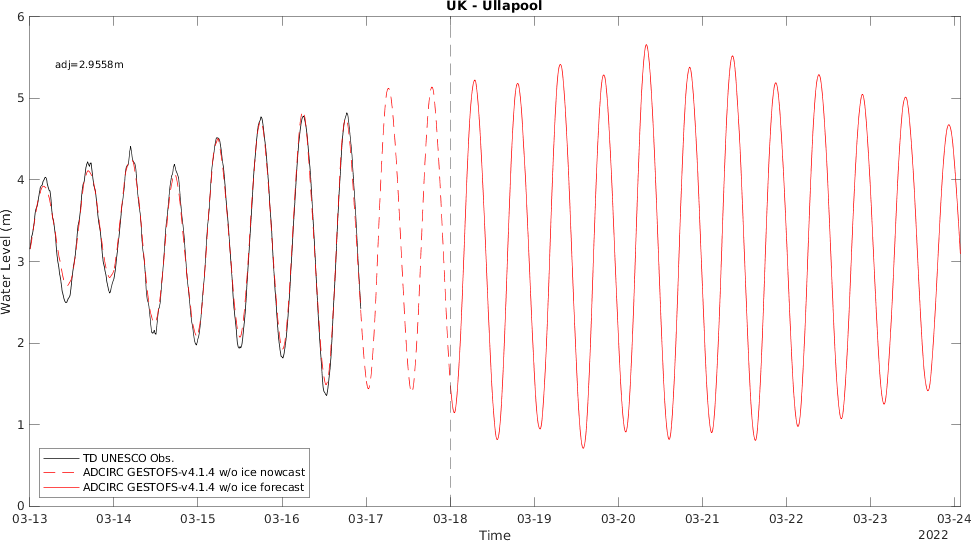 UK - Ullapool
adj=2.9558m
6
5
4
3
2
1
0
Water Level (m)
TD UNESCO Obs.
ADCIRC GESTOFS-v4.1.4 w/o ice nowcast
ADCIRC GESTOFS-v4.1.4 w/o ice forecast
03-13 03-14 03-15 03-16 03-17 03-18 03-19 03-20 03-21 03-22 03-23 03-24
Time
2022